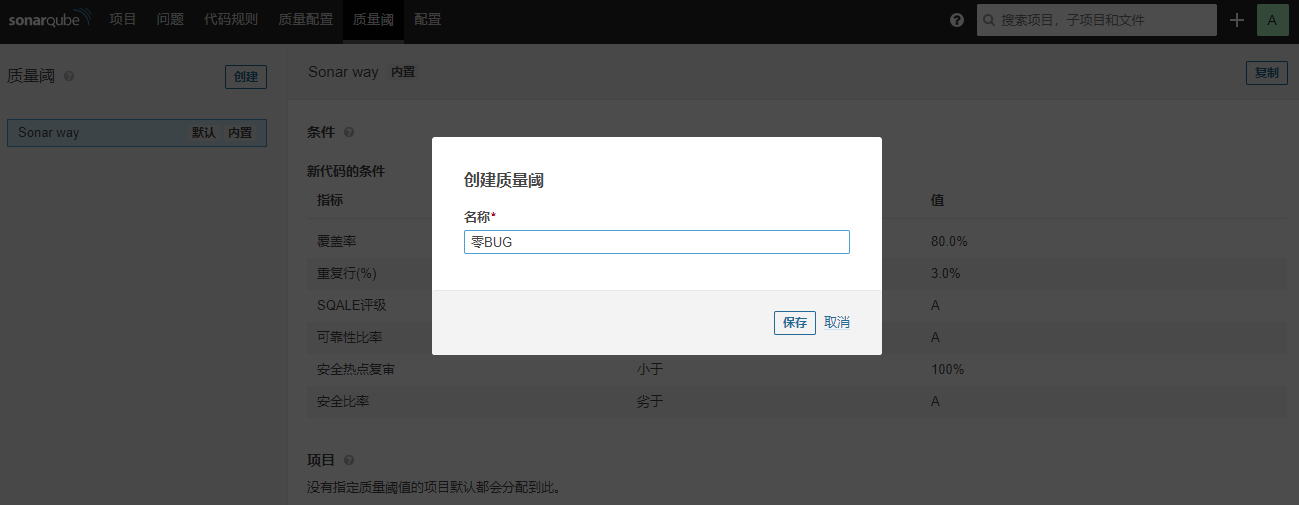 sonarqube 项目 问题 代码规则 质量配置 质量阈 配置 搜索项目，子项目和文件 A
质量阈 创建
Sonar way 内置 复制
Sonar way 默认 内置
条件
新代码的条件
指标 值
覆盖率 80.0%
重复行(%) 3.0%
SQALE评级 A
可靠性比率 A
安全热点复审 小于 100%
安全比率 劣于 A
项目
没有指定质量阈值的项目默认都会分配到此。
创建质量阈
名称*
零BUG
保存 取消